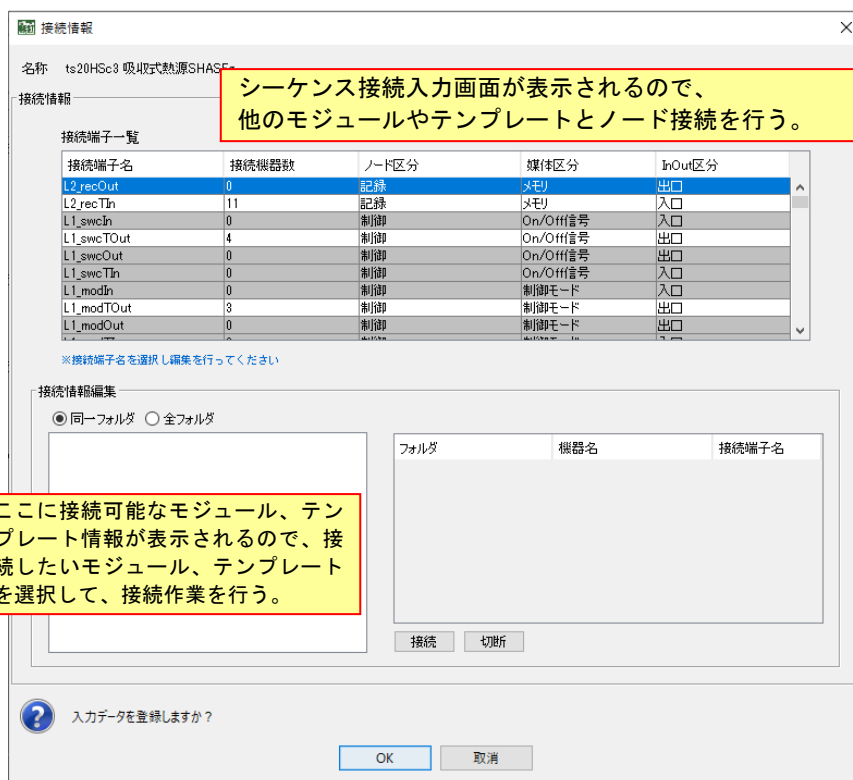 BEST 接続情報
名称 ts20HSc3 吸収式熱源SHASE
シーケンス接続入力画面が表示されるので、
他のモジュールやテンプレートとノード接続を行う。
接続情報
接続端子一覧
接続端子名 接続機器数 ノード区分 媒体区分 InOut区分
L2_recOut 0 記録 メモリ 出口
L2_recTIn 11 記録 メモリ 入口
L1_swcIn 0 制御 On/Off信号 入口
L1_swcTOut 4 制御 On/Off信号 出口
L1_swcOut 0 制御 On/Off信号 出口
L1_swcTIn 0 制御 On/Off信号 入口
L1_modIn 0 制御 制御モード 入口
L1_modTOut 3 制御 制御モード 出口
L1_modOut 0 制御 制御モード 出口
※接続端子名を選択し編集を行ってください
接続情報編集
同一フォルダ 全フォルダ
フォルダ 機器名 接続端子名
ここに接続可能なモジュール、テン
プレート情報が表示されるので、接
続したいモジュール、テンプレート
を選択して、接続作業を行う。
接続 切断
入力データを登録しますか？
OK 取消